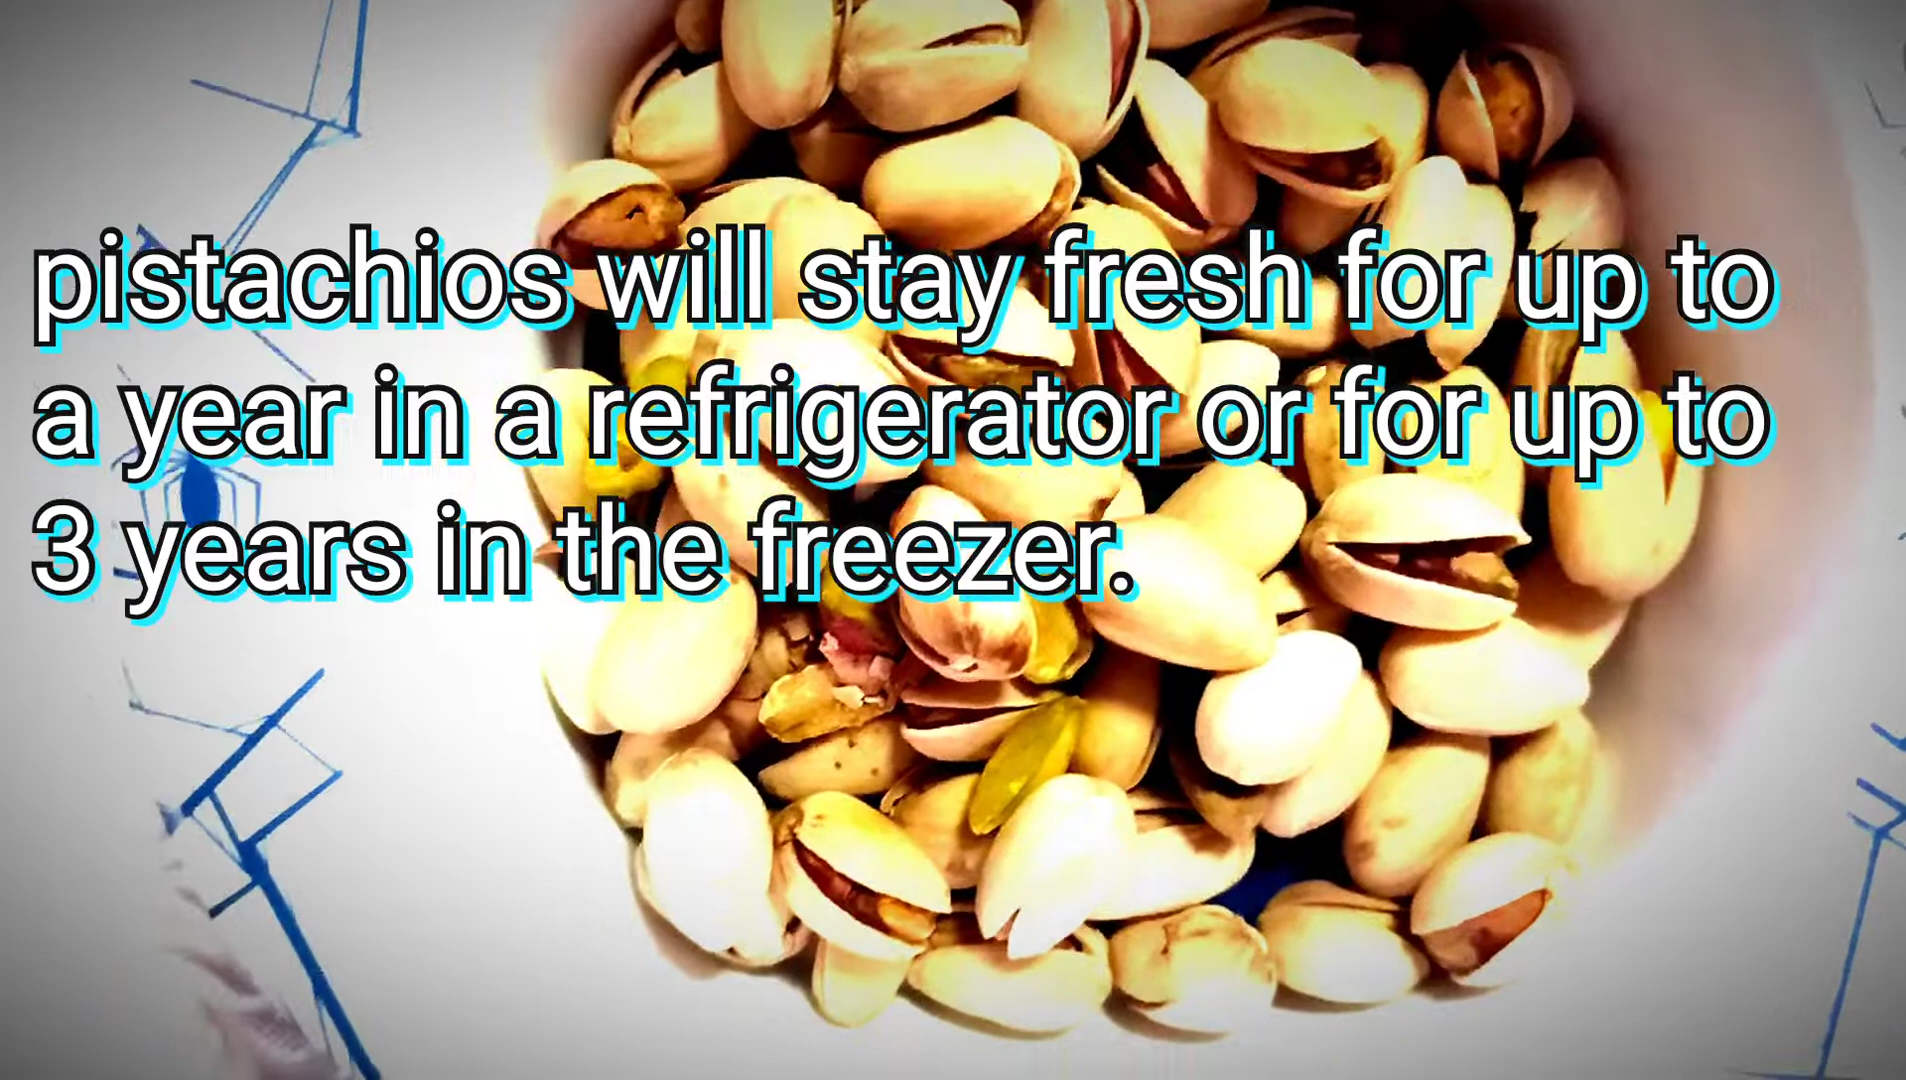 pistachios will stay fresh for up to
a year in a refrigerator or for up to
3 years in the freezer.